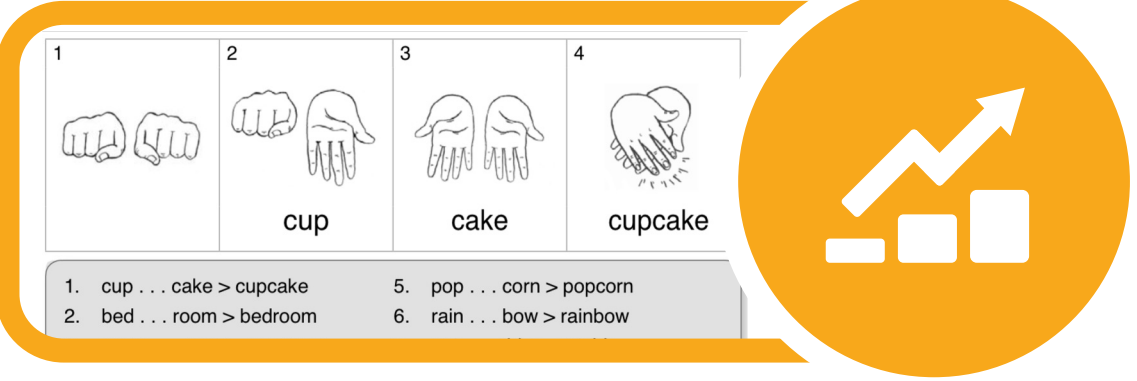 1 2 3 4
cup cake cupcake
1. cup . . . cake > cupcake 5. pop . . . corn > popcorn
2. bed . . . room > bedroom 6. rain . . . bow > rainbow